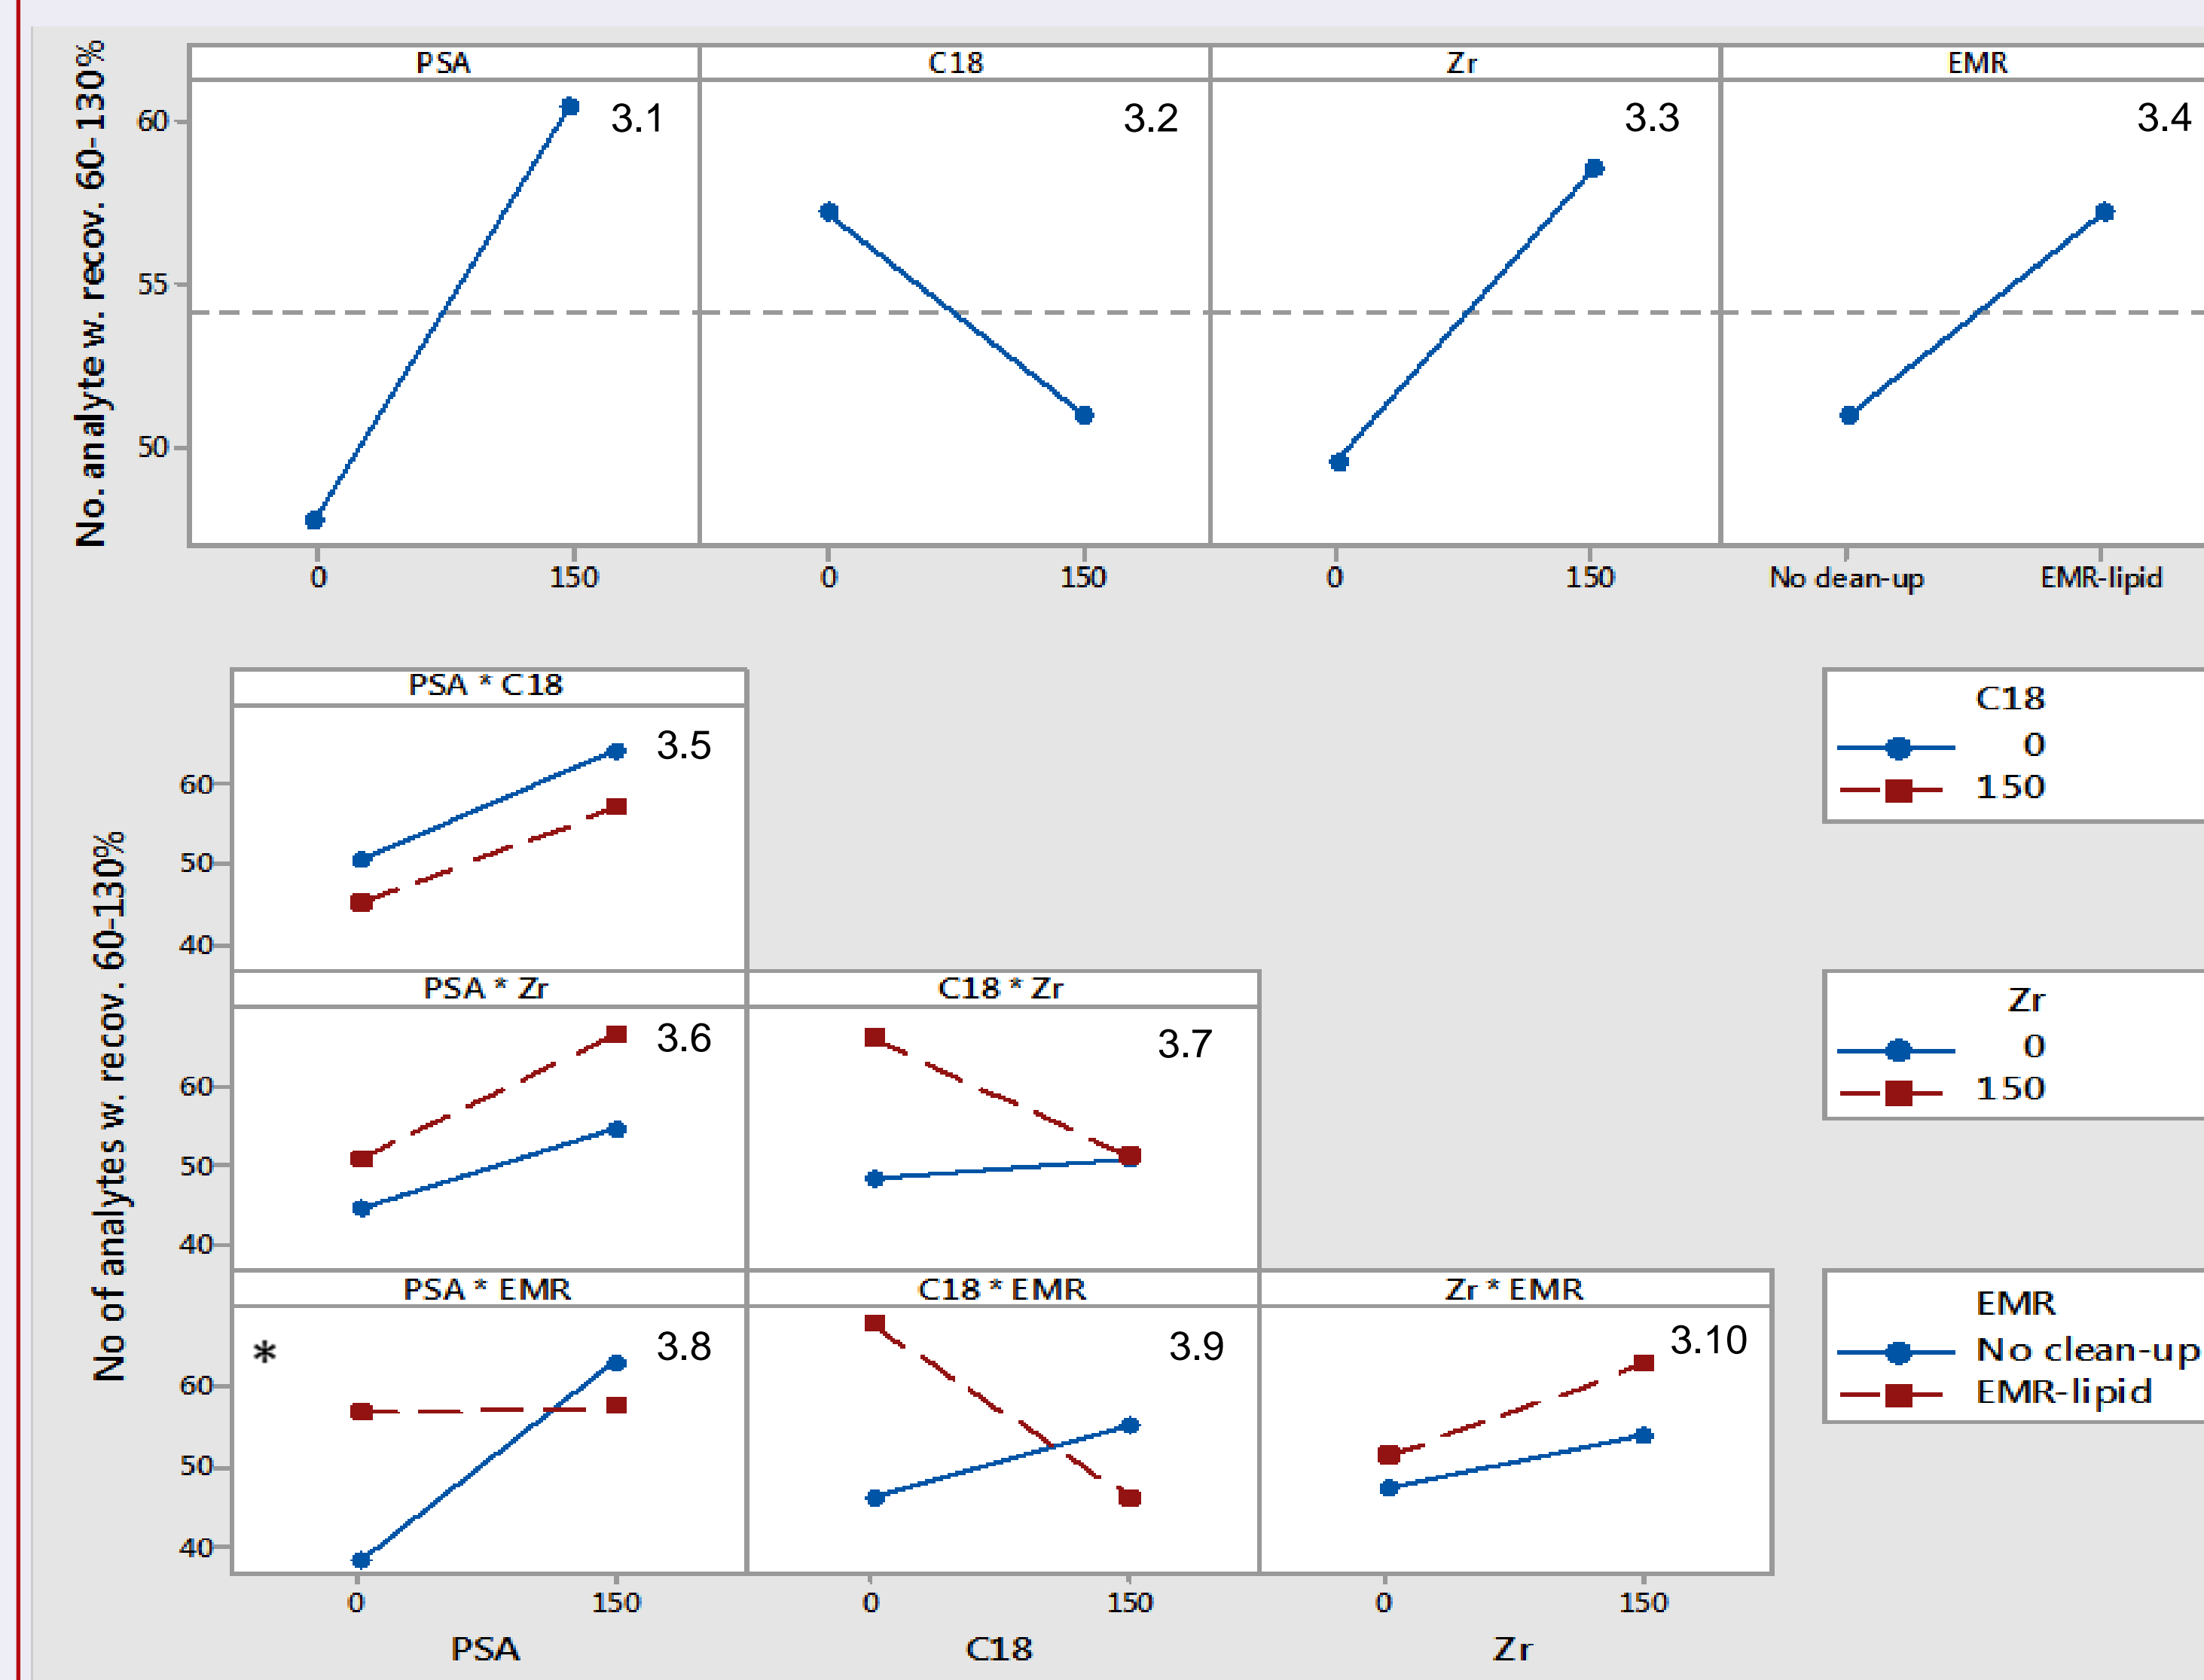 No. analyte w. recov. 60-130%
PSA C18 Zr EMR
3.1 3.2 3.3 3.4
60
55
50
0 150 0 150 0 150 No clean-up EMR-lipid
No of analytes w. recov. 60-130%
PSA * C18
3.5
60
50
40
C18
0
150
PSA * Zr C18 * Zr
3.6 3.7
60
50
40
Zr
0
150
PSA * EMR C18 * EMR Zr * EMR
* 3.8 3.9 3.10
60
50
40
EMR
No clean-up
EMR-lipid
0 150 0 150 0 150
PSA C18 Zr